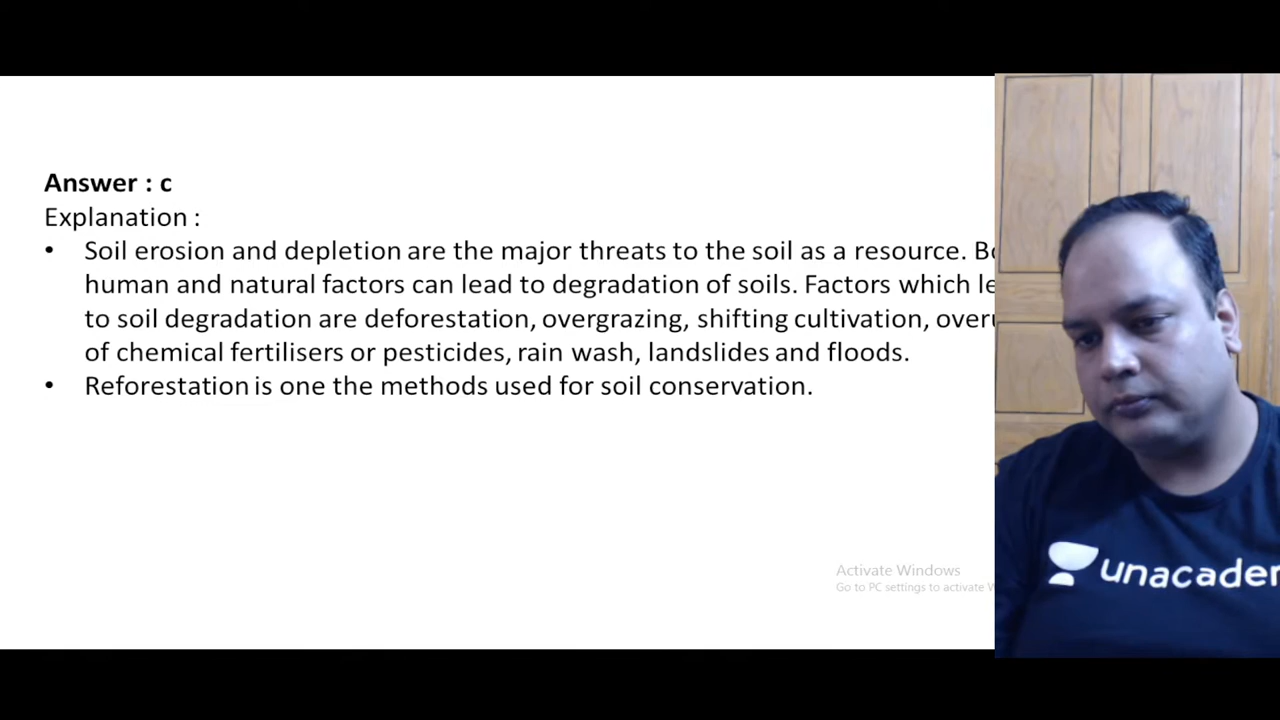 Answer : c
Explanation :
• Soil erosion and depletion are the major threats to the soil as a resource.
human and natural factors can lead to degradation of soils. Factors which
to soil degradation are deforestation, overgrazing, shifting cultivation,
of chemical fertilisers or pesticides, rain wash, landslides and floods.
• Reforestation is one the methods used for soil conservation.
Activate Windows
Go to PC settings to activate